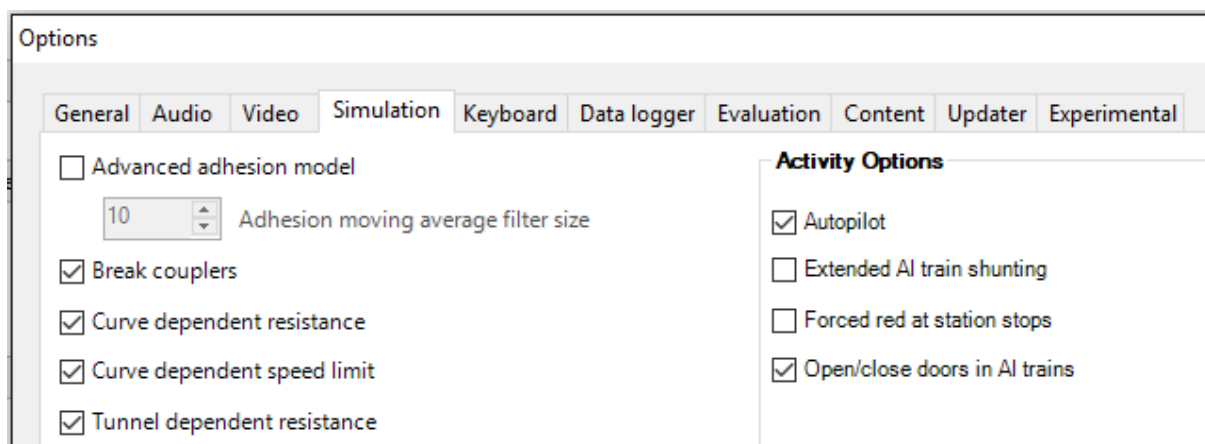 Options
General Audio Video Simulation Keyboard Data logger Evaluation Content Updater Experimental
Advanced adhesion model
10 Adhesion moving average filter size
Break couplers
Curve dependent resistance
Curve dependent speed limit
Tunnel dependent resistance
Activity Options
Autopilot
Extended AI train shunting
Forced red at station stops
Open/close doors in AI trains